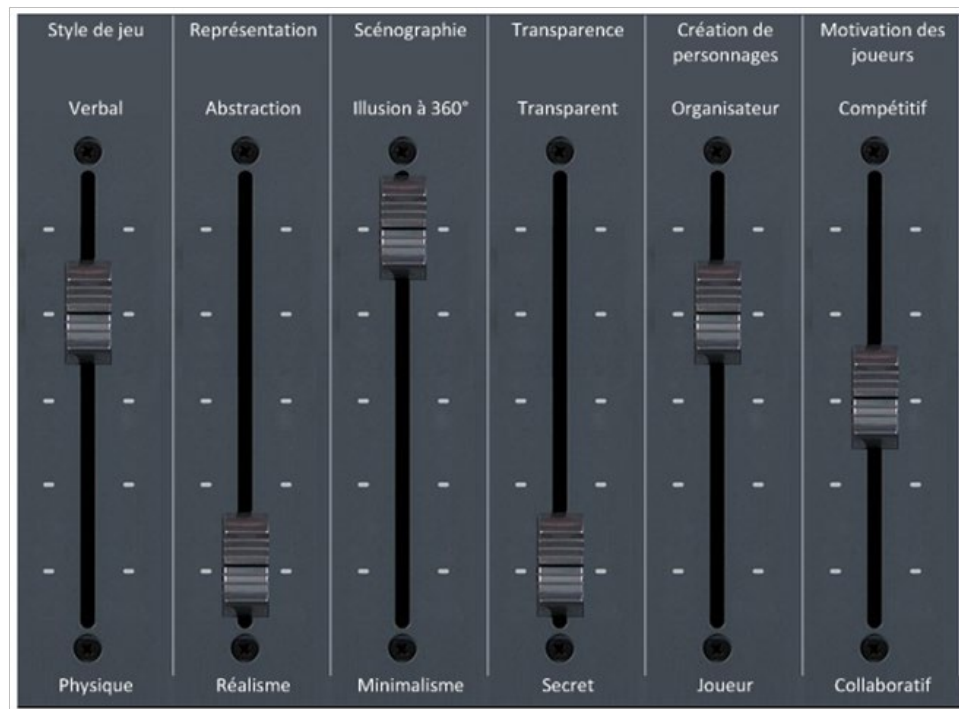 Style de jeu
Représentation
Scénographie
Transparence
Création de
personnages
Motivation des
joueurs
Verbal
Abstraction
Illusion à 360°
Transparent
Organisateur
Compétitif
Physique
Réalisme
Minimalisme
Secret
Joueur
Collaboratif